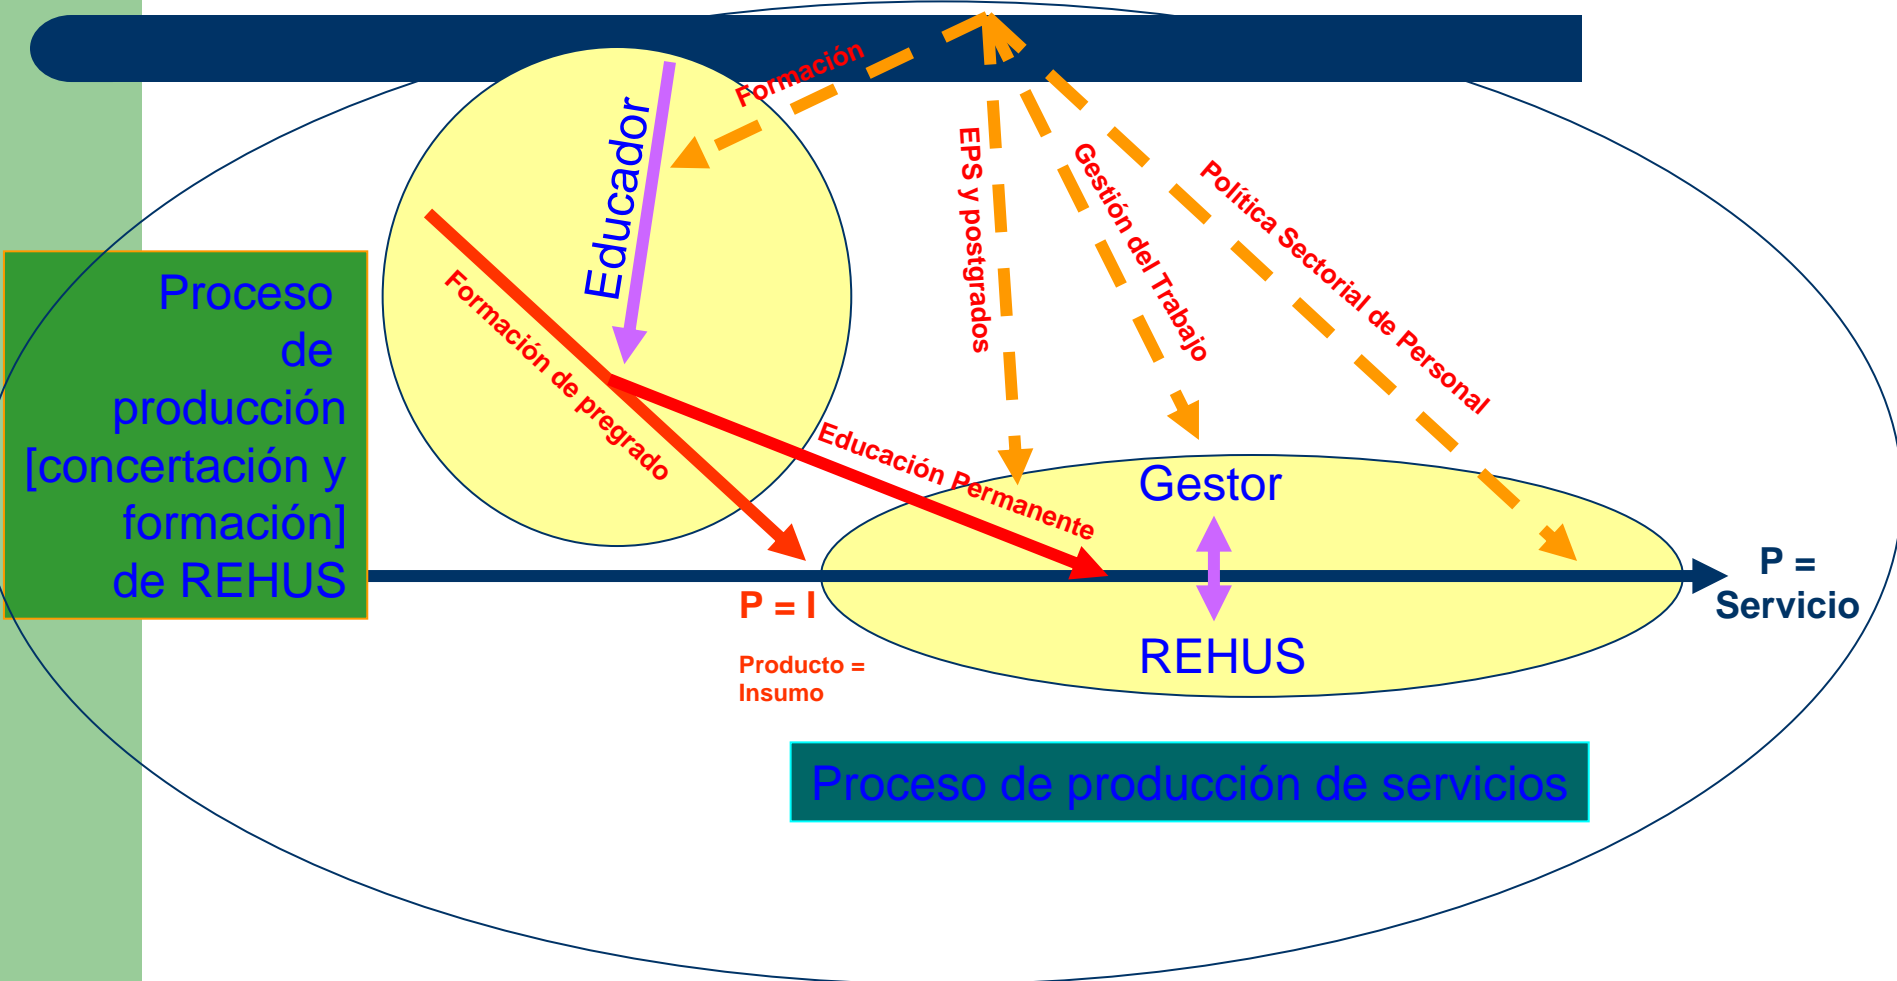 Formación
Educador
EPS y postgrados
Gestión del Trabajo
Política Sectorial de Personal
Proceso
de
producción
[concertación y
formación]
de REHUS
Formación de pregrado
Educación Permanente
Gestor
P =
Servicio
P = I
REHUS
Producto =
Insumo
Proceso de producción de servicios